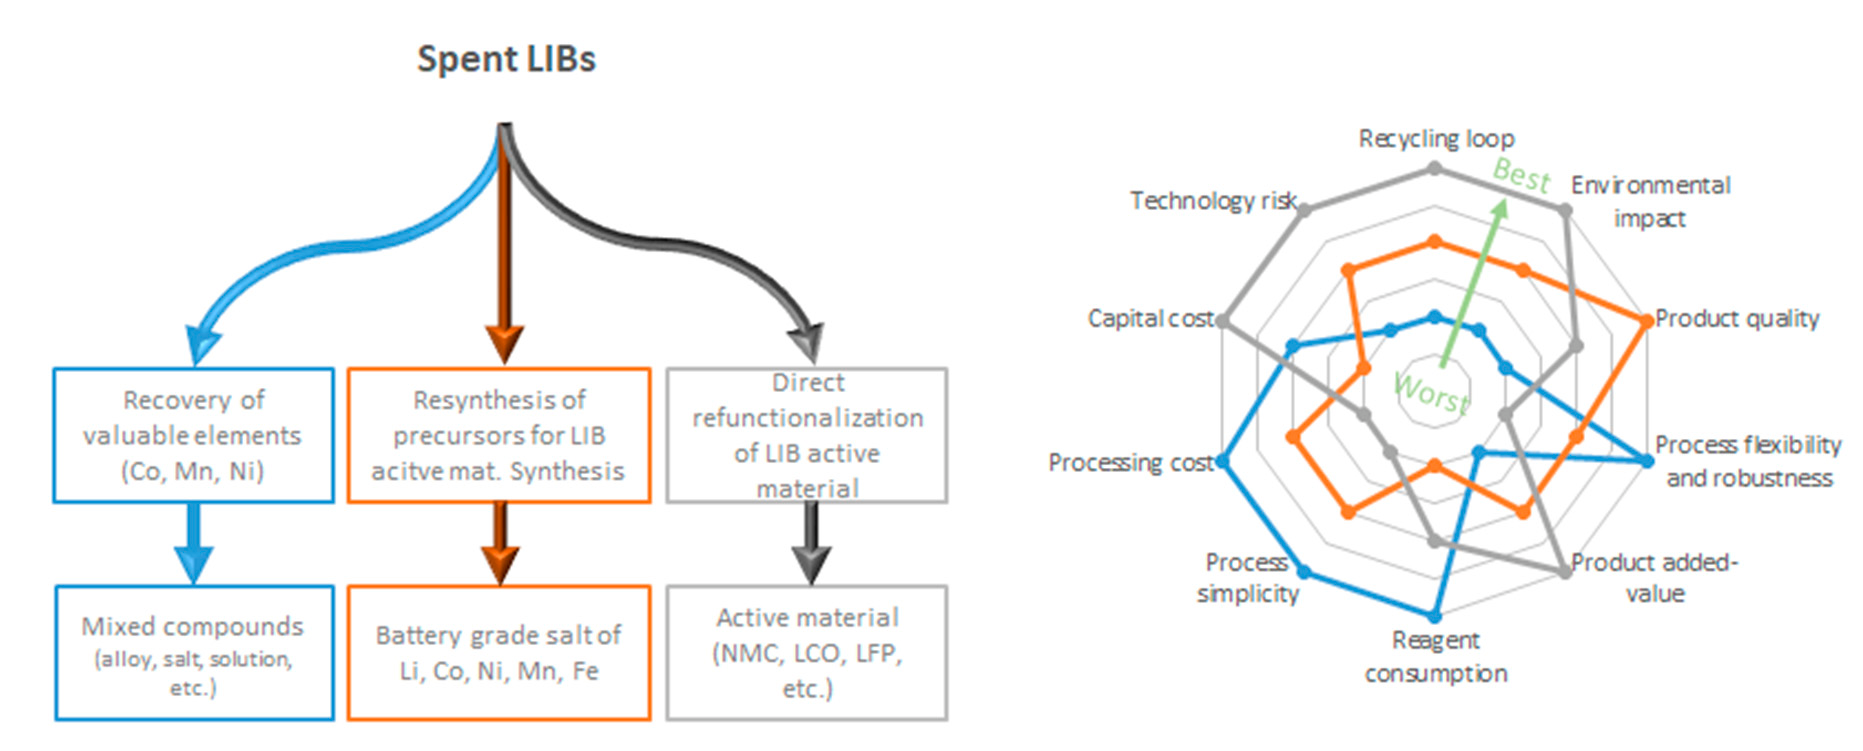 Spent LIBs
Recovery of
valuable elements
(Co, Mn, Ni)
Resynthesis of
precursors for LIB
acitve mat. Synthesis
Direct
refunctionalization
of LIB active
material
Mixed compounds
(alloy, salt, solution,
etc.)
Battery grade salt of
Li, Co, Ni, Mn, Fe
Active material
(NMC, LCO, LFP,
etc.)
Recycling loop
Best
Environmental
impact
Technology risk
Capital cost
Product quality
Worst
Processing cost
Process flexibility
and robustness
Process
simplicity
Product added-
value
Reagent
consumption